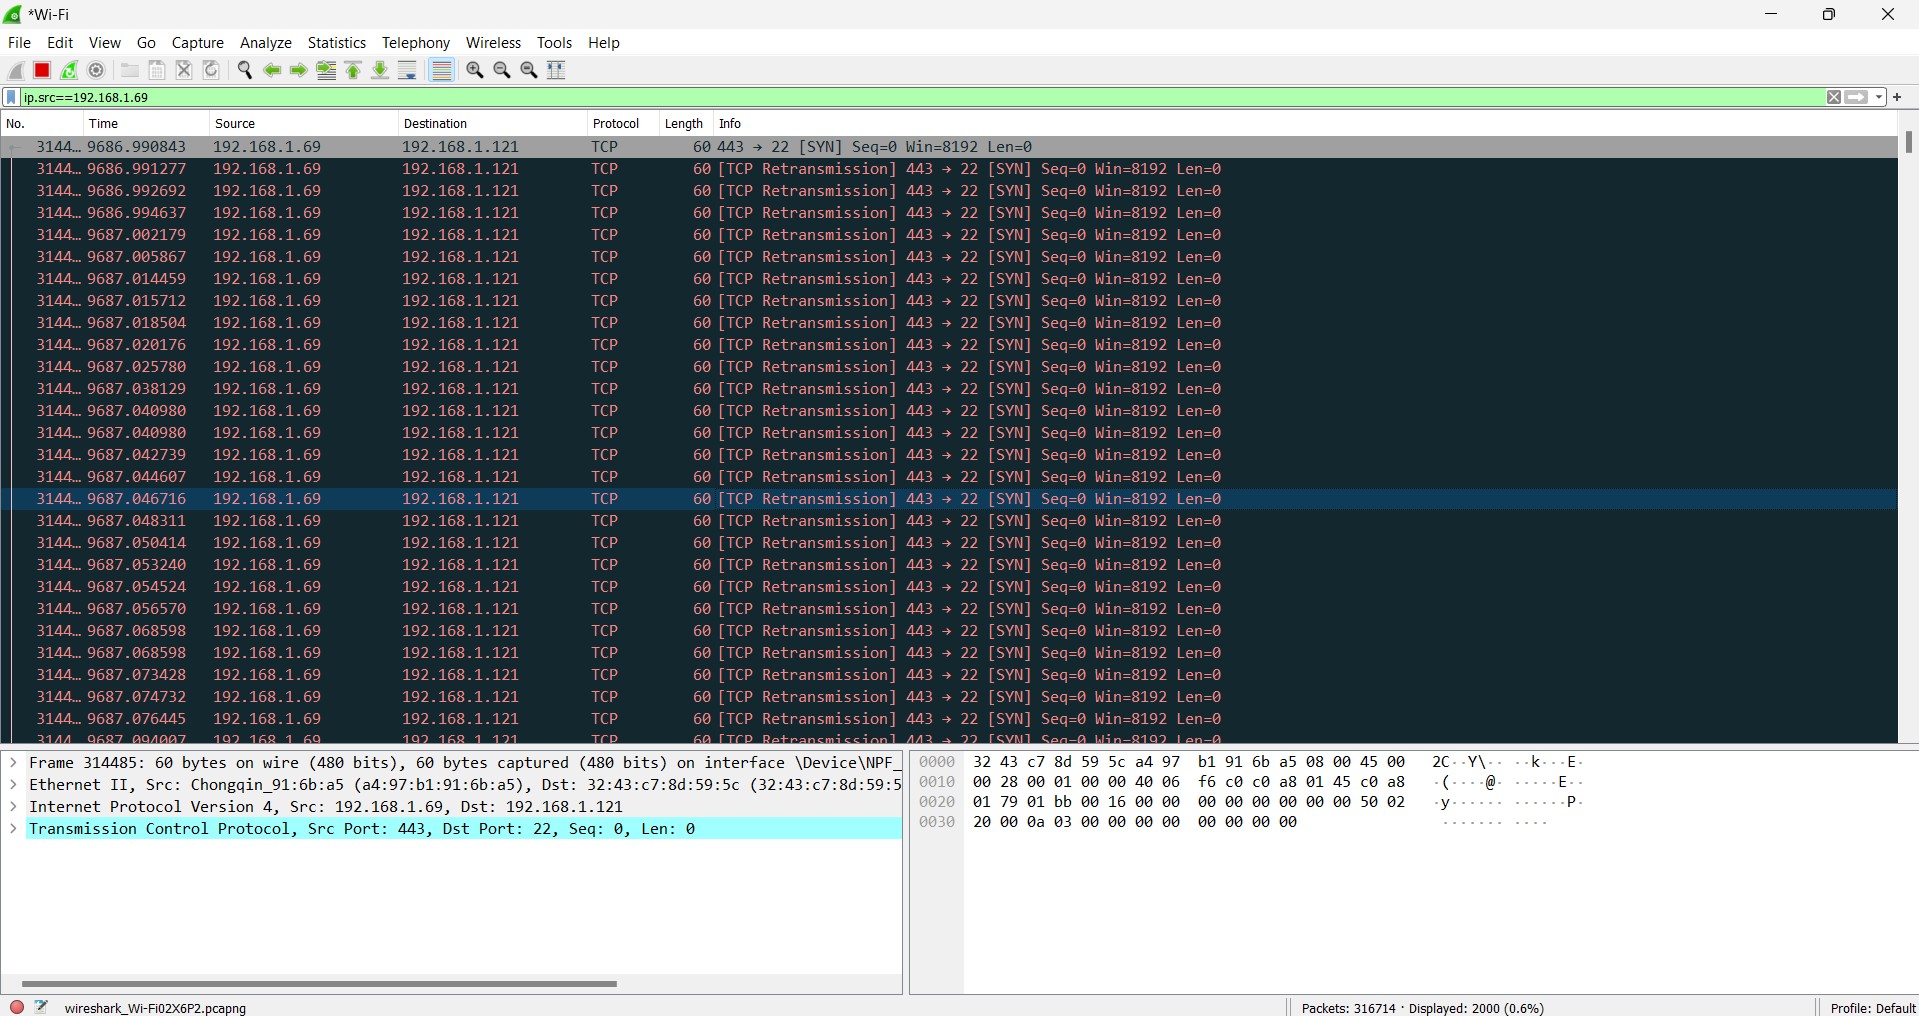 *Wi-Fi
File Edit View Go Capture Analyze Statistics Telephony Wireless Tools Help
ip.src==192.168.1.69
No. Time Source Destination Protocol Length Info
3144… 9686.990843 192.168.1.69 192.168.1.121 TCP 60 443 → 22 [SYN] Seq=0 Win=8192 Len=0
3144… 9686.991277 192.168.1.69 192.168.1.121 TCP 60 [TCP Retransmission] 443 → 22 [SYN] Seq=0 Win=8192 Len=0
3144… 9686.992692 192.168.1.69 192.168.1.121 TCP 60 [TCP Retransmission] 443 → 22 [SYN] Seq=0 Win=8192 Len=0
3144… 9686.994637 192.168.1.69 192.168.1.121 TCP 60 [TCP Retransmission] 443 → 22 [SYN] Seq=0 Win=8192 Len=0
3144… 9687.002179 192.168.1.69 192.168.1.121 TCP 60 [TCP Retransmission] 443 → 22 [SYN] Seq=0 Win=8192 Len=0
3144… 9687.005867 192.168.1.69 192.168.1.121 TCP 60 [TCP Retransmission] 443 → 22 [SYN] Seq=0 Win=8192 Len=0
3144… 9687.014459 192.168.1.69 192.168.1.121 TCP 60 [TCP Retransmission] 443 → 22 [SYN] Seq=0 Win=8192 Len=0
3144… 9687.015712 192.168.1.69 192.168.1.121 TCP 60 [TCP Retransmission] 443 → 22 [SYN] Seq=0 Win=8192 Len=0
3144… 9687.018504 192.168.1.69 192.168.1.121 TCP 60 [TCP Retransmission] 443 → 22 [SYN] Seq=0 Win=8192 Len=0
3144… 9687.020176 192.168.1.69 192.168.1.121 TCP 60 [TCP Retransmission] 443 → 22 [SYN] Seq=0 Win=8192 Len=0
3144… 9687.025780 192.168.1.69 192.168.1.121 TCP 60 [TCP Retransmission] 443 → 22 [SYN] Seq=0 Win=8192 Len=0
3144… 9687.038129 192.168.1.69 192.168.1.121 TCP 60 [TCP Retransmission] 443 → 22 [SYN] Seq=0 Win=8192 Len=0
3144… 9687.040980 192.168.1.69 192.168.1.121 TCP 60 [TCP Retransmission] 443 → 22 [SYN] Seq=0 Win=8192 Len=0
3144… 9687.040980 192.168.1.69 192.168.1.121 TCP 60 [TCP Retransmission] 443 → 22 [SYN] Seq=0 Win=8192 Len=0
3144… 9687.042739 192.168.1.69 192.168.1.121 TCP 60 [TCP Retransmission] 443 → 22 [SYN] Seq=0 Win=8192 Len=0
3144… 9687.044607 192.168.1.69 192.168.1.121 TCP 60 [TCP Retransmission] 443 → 22 [SYN] Seq=0 Win=8192 Len=0
3144… 9687.046716 192.168.1.69 192.168.1.121 TCP 60 [TCP Retransmission] 443 → 22 [SYN] Seq=0 Win=8192 Len=0
3144… 9687.048311 192.168.1.69 192.168.1.121 TCP 60 [TCP Retransmission] 443 → 22 [SYN] Seq=0 Win=8192 Len=0
3144… 9687.050414 192.168.1.69 192.168.1.121 TCP 60 [TCP Retransmission] 443 → 22 [SYN] Seq=0 Win=8192 Len=0
3144… 9687.053240 192.168.1.69 192.168.1.121 TCP 60 [TCP Retransmission] 443 → 22 [SYN] Seq=0 Win=8192 Len=0
3144… 9687.054524 192.168.1.69 192.168.1.121 TCP 60 [TCP Retransmission] 443 → 22 [SYN] Seq=0 Win=8192 Len=0
3144… 9687.056570 192.168.1.69 192.168.1.121 TCP 60 [TCP Retransmission] 443 → 22 [SYN] Seq=0 Win=8192 Len=0
3144… 9687.068598 192.168.1.69 192.168.1.121 TCP 60 [TCP Retransmission] 443 → 22 [SYN] Seq=0 Win=8192 Len=0
3144… 9687.068598 192.168.1.69 192.168.1.121 TCP 60 [TCP Retransmission] 443 → 22 [SYN] Seq=0 Win=8192 Len=0
3144… 9687.073428 192.168.1.69 192.168.1.121 TCP 60 [TCP Retransmission] 443 → 22 [SYN] Seq=0 Win=8192 Len=0
3144… 9687.074732 192.168.1.69 192.168.1.121 TCP 60 [TCP Retransmission] 443 → 22 [SYN] Seq=0 Win=8192 Len=0
3144… 9687.076445 192.168.1.69 192.168.1.121 TCP 60 [TCP Retransmission] 443 → 22 [SYN] Seq=0 Win=8192 Len=0
3144… 9687.094007 192.168.1.69 192.168.1.121 TCP 60 [TCP Retransmission] 443 → 22 [SYN] Seq=0 Win=8192 Len=0
Frame 314485: 60 bytes on wire (480 bits), 60 bytes captured (480 bits) on interface \Device\NPF_
Ethernet II, Src: Chongqin_91:6b:a5 (a4:97:b1:91:6b:a5), Dst: 32:43:c7:8d:59:5c (32:43:c7:8d:59:5
Internet Protocol Version 4, Src: 192.168.1.69, Dst: 192.168.1.121
Transmission Control Protocol, Src Port: 443, Dst Port: 22, Seq: 0, Len: 0
0000 32 43 c7 8d 59 5c a4 97 b1 91 6b a5 08 00 45 00 2C··Y\·· ··k···E·
0010 00 28 00 01 00 00 40 06 f6 c0 c0 a8 01 45 c0 a8 ·(····@· ·····E··
0020 01 79 01 bb 00 16 00 00 00 00 00 00 00 00 50 02 ·y······ ······P·
0030 20 00 0a 03 00 00 00 00 00 00 00 00 ······· ····
wireshark_Wi-Fi02X6P2.pcapng
Packets: 316714 · Displayed: 2000 (0.6%)
Profile: Default